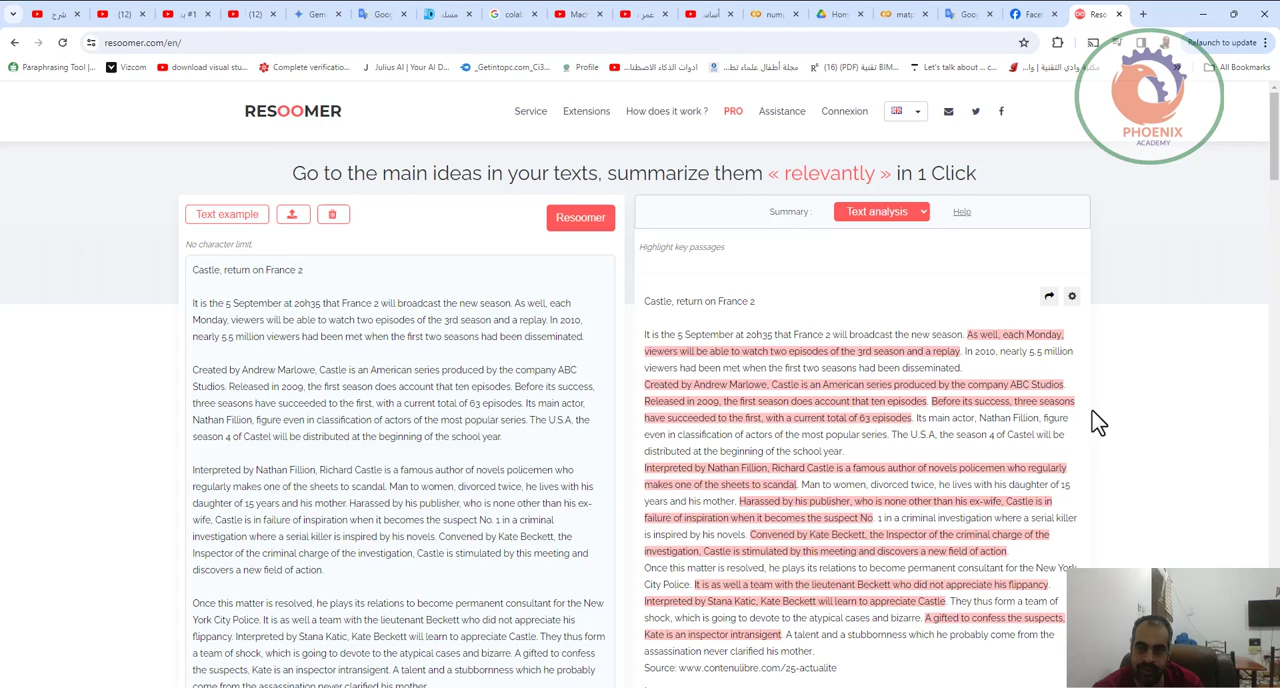 (12)
#1
(12)
Gem
Goog
مسلد
colab
Mach
عمر
أساسـ
num
Hom
matp
Goog
Face
Reso
resoomer.com/en/
Relaunch to update
Paraphrasing Tool |...
Vizcom
download visual stu...
Complete verificatio...
Julius AI | Your AI d...
_Getintopc.com_Ci3...
Profile
ادوات الذكاء الاصطنا...
مجلة أطفال علماء تط...
(16) (PDF) تقنية BIM...
Let's talk about ... c...
مكتبة وادي التقنية | وا...
All Bookmarks
PHOENIX
ACADEMY
RESOOMER
Service
Extensions
How does it work ?
PRO
Assistance
Connexion
Go to the main ideas in your texts, summarize them « relevantly » in 1 Click
Text example
Resoomer
No character limit.
Castle, return on France 2
It is the 5 September at 20h35 that France 2 will broadcast the new season. As well, each
Monday, viewers will be able to watch two episodes of the 3rd season and a replay. In 2010,
nearly 5.5 million viewers had been met when the first two seasons had been disseminated.
Created by Andrew Marlowe, Castle is an American series produced by the company ABC
Studios. Released in 2009, the first season does account that ten episodes. Before its success,
three seasons have succeeded to the first, with a current total of 63 episodes. Its main actor,
Nathan Fillion, figure even in classification of actors of the most popular series. The U.S.A, the
season 4 of Castel will be distributed at the beginning of the school year.
Interpreted by Nathan Fillion, Richard Castle is a famous author of novels policemen who
regularly makes one of the sheets to scandal. Man to women, divorced twice, he lives with his
daughter of 15 years and his mother. Harassed by his publisher, who is none other than his ex-
wife, Castle is in failure of inspiration when it becomes the suspect No. 1 in a criminal
investigation where a serial killer is inspired by his novels. Convened by Kate Beckett, the
Inspector of the criminal charge of the investigation, Castle is stimulated by this meeting and
discovers a new field of action.
Once this matter is resolved, he plays its relations to become permanent consultant for the New
York City Police. It is as well a team with the lieutenant Beckett who did not appreciate his
flippancy. Interpreted by Stana Katic, Kate Beckett will learn to appreciate Castle. They thus form
a team of shock, which is going to devote to the atypical cases and bizarre. A gifted to confess
the suspects, Kate is an inspector intransigent. A talent and a stubbornness which he probably
come from the assassination never clarified his mother.
Summary :
Text analysis
Help
Highlight key passages
Castle, return on France 2
It is the 5 September at 20h35 that France 2 will broadcast the new season. As well, each Monday,
viewers will be able to watch two episodes of the 3rd season and a replay. In 2010, nearly 5.5 million
viewers had been met when the first two seasons had been disseminated.
Created by Andrew Marlowe, Castle is an American series produced by the company ABC Studios.
Released in 2009, the first season does account that ten episodes. Before its success, three seasons
have succeeded to the first, with a current total of 63 episodes. Its main actor, Nathan Fillion, figure
even in classification of actors of the most popular series. The U.S.A, the season 4 of Castel will be
distributed at the beginning of the school year.
Interpreted by Nathan Fillion, Richard Castle is a famous author of novels policemen who regularly
makes one of the sheets to scandal. Man to women, divorced twice, he lives with his daughter of 15
years and his mother. Harassed by his publisher, who is none other than his ex-wife, Castle is in
failure of inspiration when it becomes the suspect No. 1 in a criminal investigation where a serial killer
is inspired by his novels. Convened by Kate Beckett, the Inspector of the criminal charge of the
investigation, Castle is stimulated by this meeting and discovers a new field of action.
Once this matter is resolved, he plays its relations to become permanent consultant for the New York
City Police. It is as well a team with the lieutenant Beckett who did not appreciate his flippancy.
Interpreted by Stana Katic, Kate Beckett will learn to appreciate Castle. They thus form a team of
shock, which is going to devote to the atypical cases and bizarre. A gifted to confess the suspects,
Kate is an inspector intransigent. A talent and a stubbornness which he probably come from the
assassination never clarified his mother.
Source: www.contenulibre.com/25-actualite